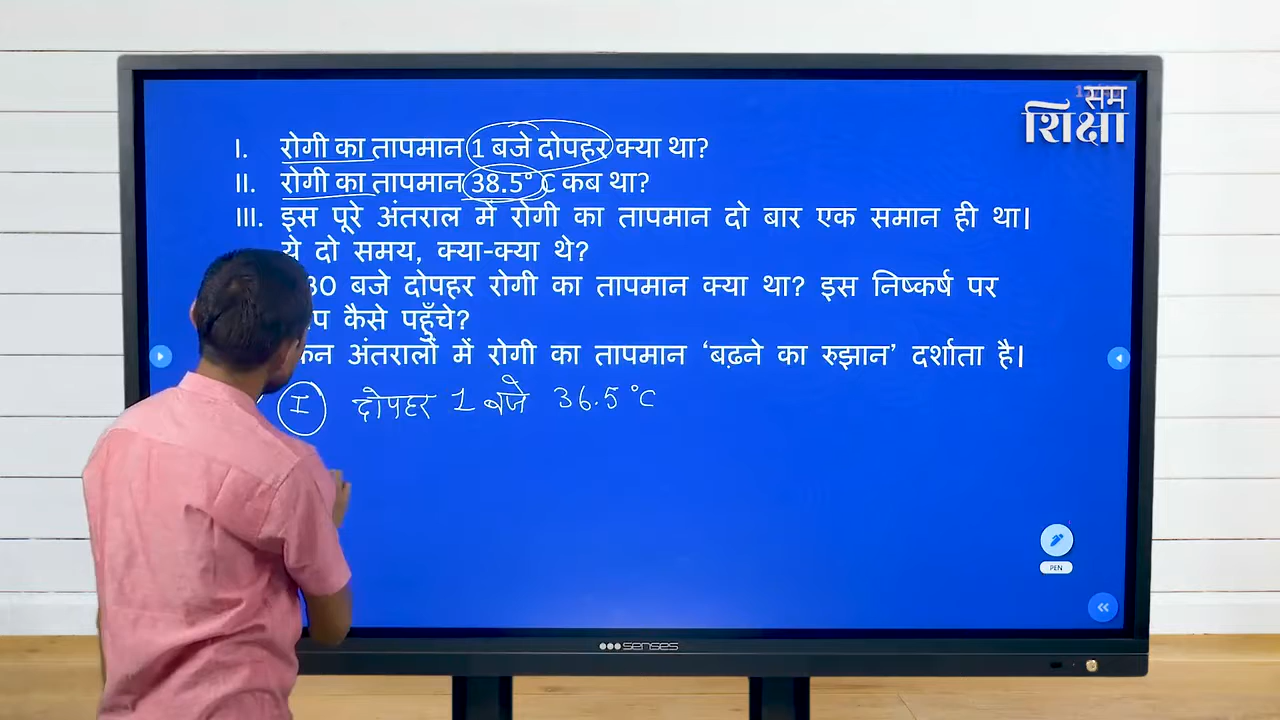 सम
शिक्षा
I. रोगी का तापमान 1 बजे दोपहर क्या था?
II. रोगी का तापमान 38.5° C कब था?
III. इस पूरे अंतराल में रोगी का तापमान दो बार एक समान ही था।
ये दो समय, क्या-क्या थे?
30 बजे दोपहर रोगी का तापमान क्या था? इस निष्कर्ष पर
कैसे पहुँचे?
अंतरालों में रोगी का तापमान ‘बढ़ने का रुझान’ दर्शाता है।
I दोपहर 1 बजे 36.5 °C
PEN
senses